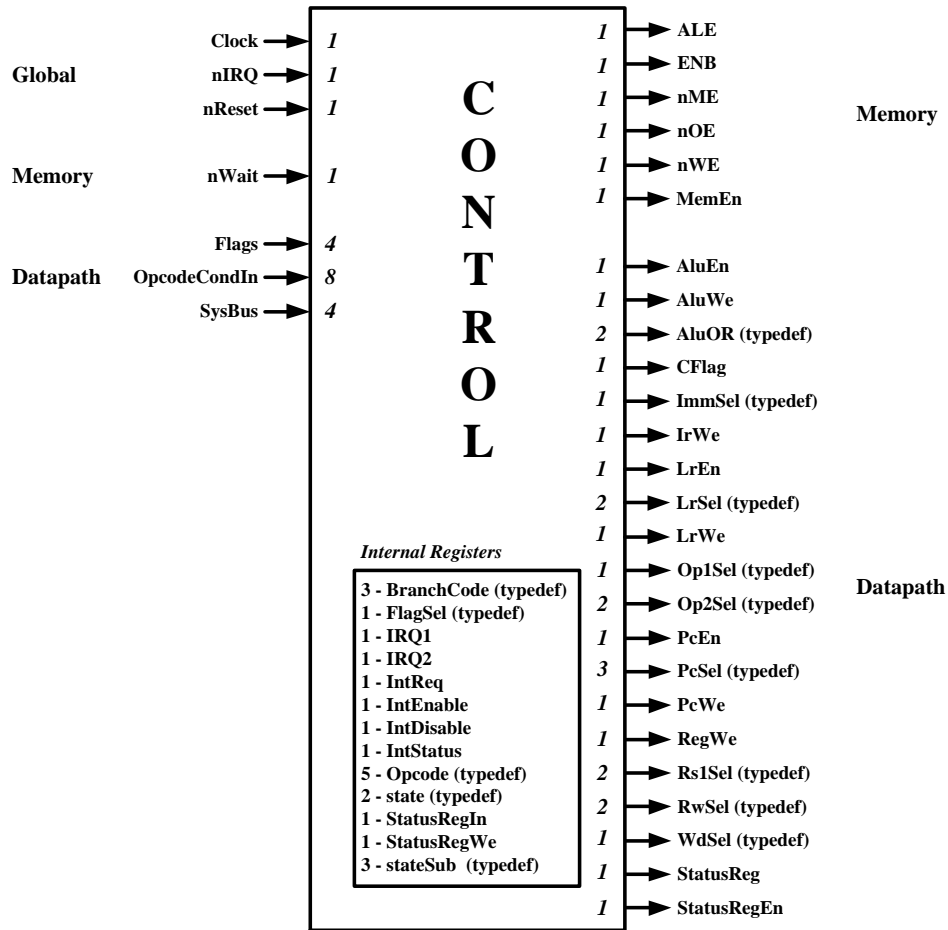 Global
Clock 1
nIRQ 1
nReset 1
Memory
nWait 1
Datapath
Flags 4
OpcodeCondIn 8
SysBus 4
CONTROL
Internal Registers
3 - BranchCode (typedef)
1 - FlagSel (typedef)
1 - IRQ1
1 - IRQ2
1 - IntReq
1 - IntEnable
1 - IntDisable
1 - IntStatus
5 - Opcode (typedef)
2 - state (typedef)
1 - StatusRegIn
1 - StatusRegWe
3 - stateSub (typedef)
1 ALE
1 ENB
1 nME
1 nOE
1 nWE
1 MemEn
Memory
1 AluEn
1 AluWe
2 AluOR (typedef)
1 CFlag
1 ImmSel (typedef)
1 IrWe
1 LrEn
2 LrSel (typedef)
1 LrWe
1 Op1Sel (typedef)
2 Op2Sel (typedef)
1 PcEn
3 PcSel (typedef)
1 PcWe
1 RegWe
2 Rs1Sel (typedef)
2 RwSel (typedef)
1 WdSel (typedef)
1 StatusReg
1 StatusRegEn
Datapath